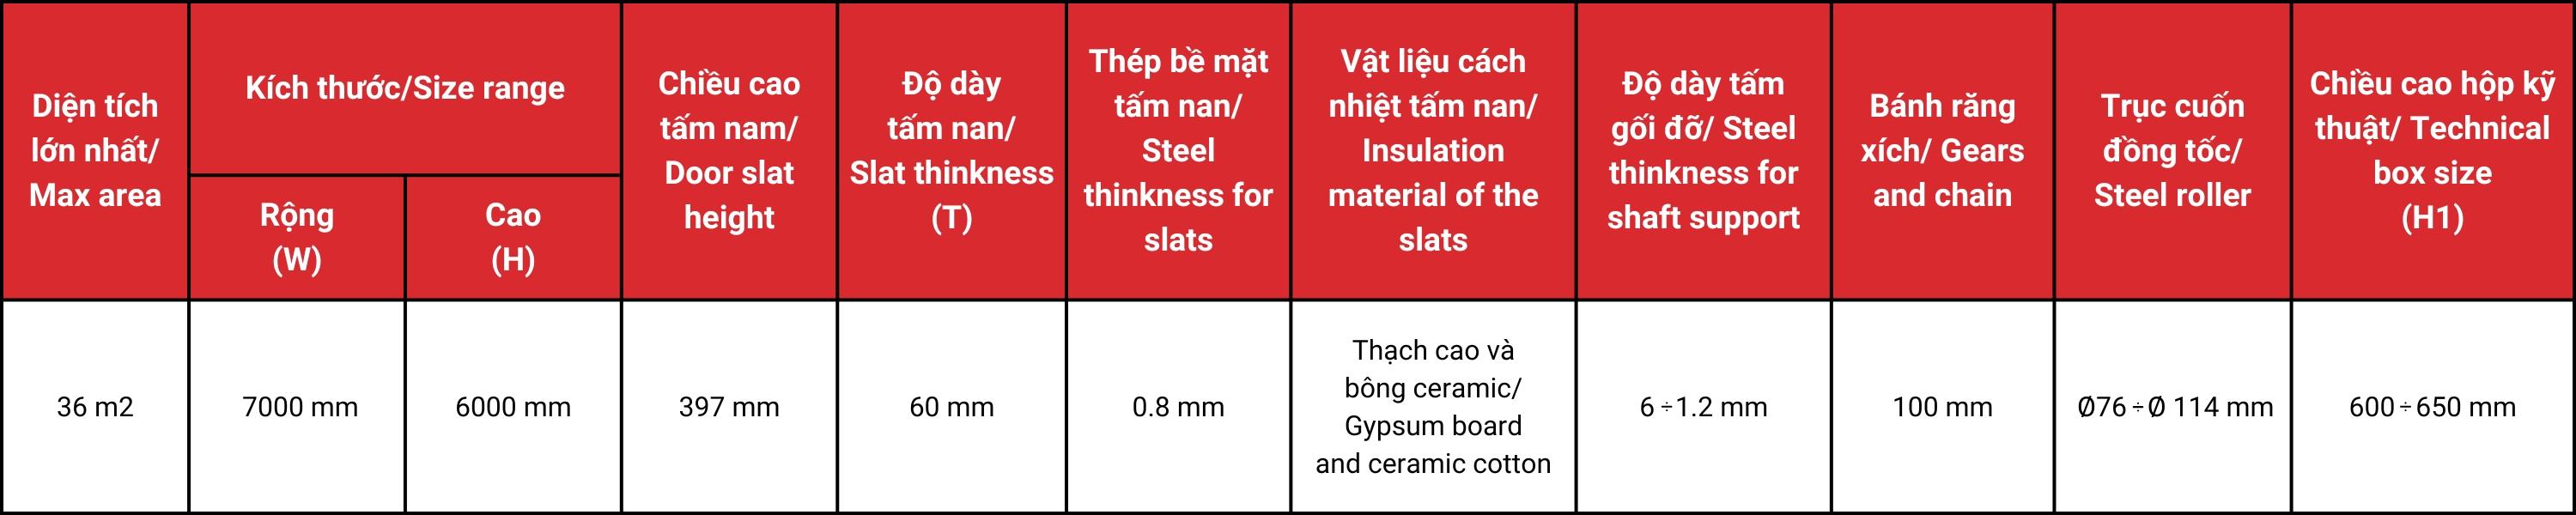 Diện tích
lớn nhất/
Max area
Kích thước/Size range
Rộng
(W)
Cao
(H)
Chiều cao
tấm nam/
Door slat
height
Độ dày
tấm nan/
Slat thinkness
(T)
Thép bề mặt
tấm nan/
Steel
thinkness for
slats
Vật liệu cách
nhiệt tấm nan/
Insulation
material of the
slats
Độ dày tấm
gối đỡ/ Steel
thinkness for
shaft support
Bánh răng
xích/ Gears
and chain
Trục cuốn
đồng tốc/
Steel roller
Chiều cao hộp kỹ
thuật/ Technical
box size
(H1)
36 m2
7000 mm
6000 mm
397 mm
60 mm
0.8 mm
Thạch cao và
bông ceramic/
Gypsum board
and ceramic cotton
6÷1.2 mm
100 mm
Ø76÷Ø 114 mm
600÷650 mm